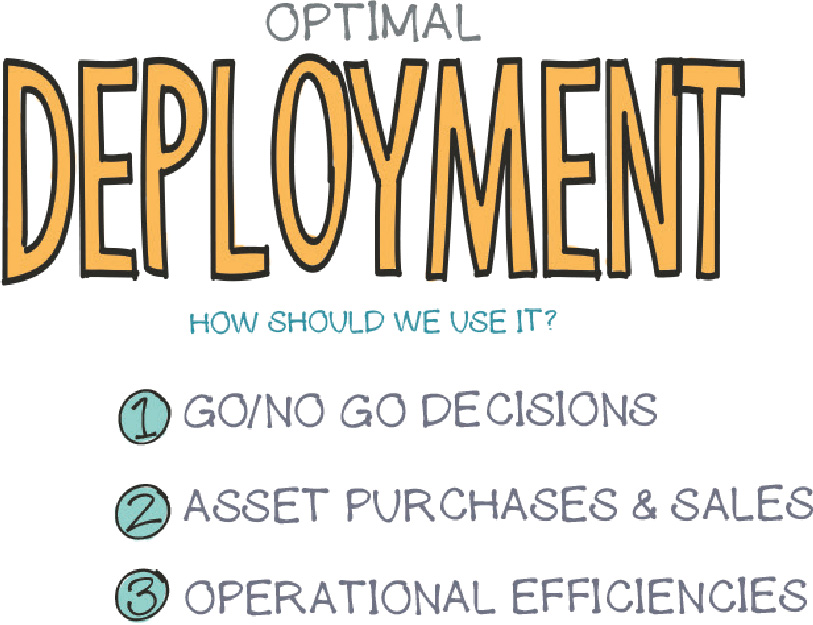 OPTIMAL
DEPLOYMENT
HOW SHOULD WE USE IT?
1 GO/NO GO DECISIONS
2 ASSET PURCHASES & SALES
3 OPERATIONAL EFFICIENCIES